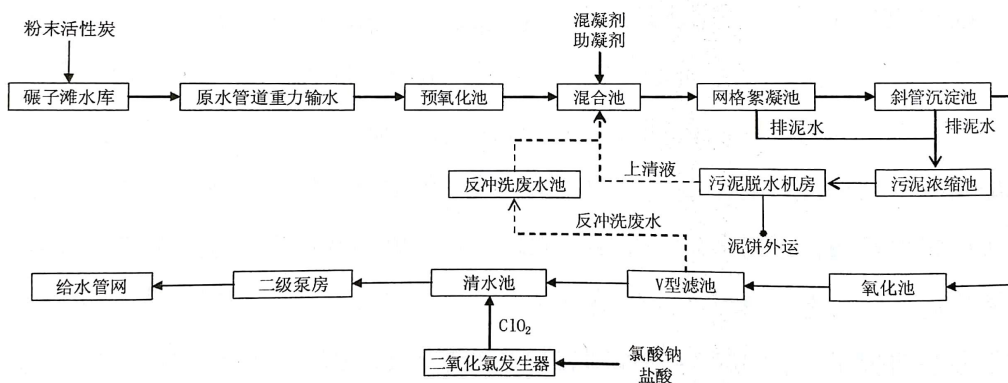 粉末活性炭
混凝剂
助凝剂
碾子滩水库
原水管道重力输水
预氧化池
混合池
网格絮凝池
斜管沉淀池
排泥水
排泥水
反冲洗废水池
上清液
污泥脱水机房
污泥浓缩池
反冲洗废水
泥饼外运
给水管网
二级泵房
清水池
V型滤池
氧化池
ClO₂
二氧化氯发生器
氯酸钠
盐酸